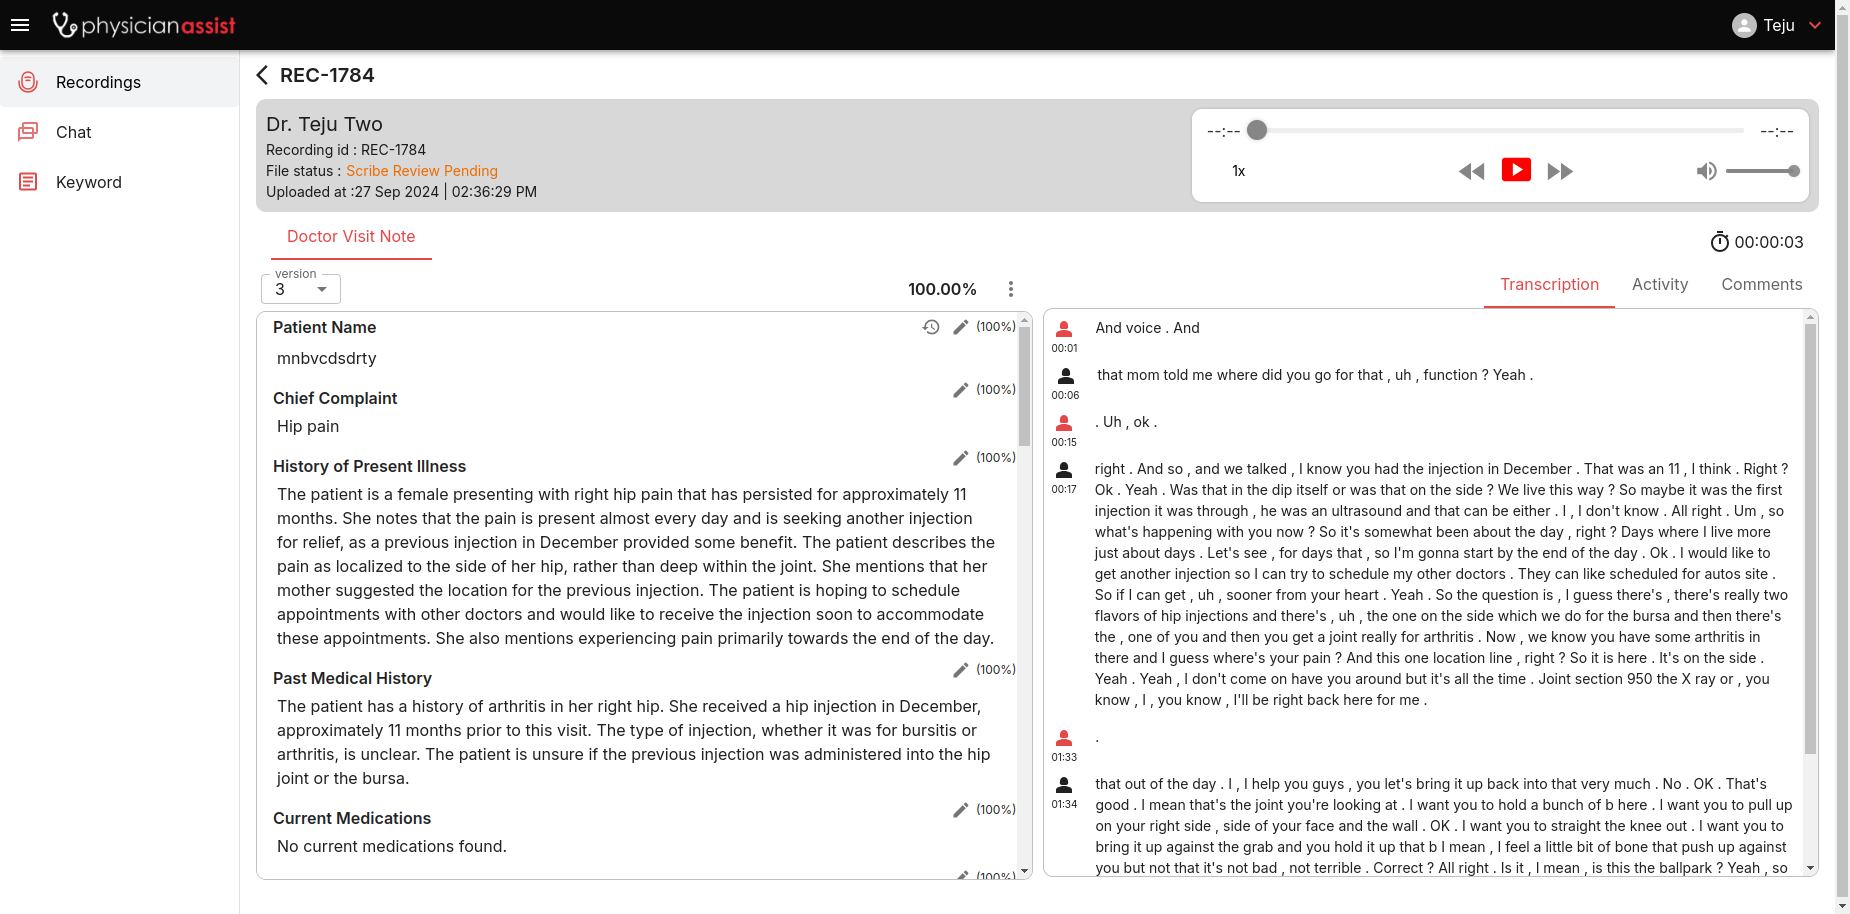 physicianassist
Teju
Recordings
Chat
Keyword
REC-1784
Dr. Teju Two
Recording id : REC-1784
File status : Scribe Review Pending
Uploaded at :27 Sep 2024 | 02:36:29 PM
--:--
--:--
1x
Doctor Visit Note
00:00:03
version
3
100.00%
Transcription
Activity
Comments
Patient Name
(100%)
mnbvcdsdrty
Chief Complaint
(100%)
Hip pain
History of Present Illness
(100%)
The patient is a female presenting with right hip pain that has persisted for approximately 11
months. She notes that the pain is present almost every day and is seeking another injection
for relief, as a previous injection in December provided some benefit. The patient describes the
pain as localized to the side of her hip, rather than deep within the joint. She mentions that her
mother suggested the location for the previous injection. The patient is hoping to schedule
appointments with other doctors and would like to receive the injection soon to accommodate
these appointments. She also mentions experiencing pain primarily towards the end of the day.
Past Medical History
(100%)
The patient has a history of arthritis in her right hip. She received a hip injection in December,
approximately 11 months prior to this visit. The type of injection, whether it was for bursitis or
arthritis, is unclear. The patient is unsure if the previous injection was administered into the hip
joint or the bursa.
Current Medications
(100%)
No current medications found.
(100%)
And voice . And
00:01
that mom told me where did you go for that , uh , function ? Yeah .
00:06
. Uh , ok .
00:15
right . And so , and we talked , I know you had the injection in December . That was an 11 , I think . Right ?
00:17
Ok . Yeah . Was that in the dip itself or was that on the side ? We live this way ? So maybe it was the first
injection it was through , he was an ultrasound and that can be either . I , I don't know . All right . Um , so
what's happening with you now ? So it's somewhat been about the day , right ? Days where I live more
just about days . Let's see , for days that , so I'm gonna start by the end of the day . Ok . I would like to
get another injection so I can try to schedule my other doctors . They can like scheduled for autos site .
So if I can get , uh , sooner from your heart . Yeah . So the question is , I guess there's , there's really two
flavors of hip injections and there's , uh , the one on the side which we do for the bursa and then there's
the , one of you and then you get a joint really for arthritis . Now , we know you have some arthritis in
there and I guess where's your pain ? And this one location line , right ? So it is here . It's on the side .
Yeah . Yeah , I don't come on have you around but it's all the time . Joint section 950 the X ray or , you
know , I , you know , I'll be right back here for me .
.
01:33
that out of the day . I , I help you guys , you let's bring it up back into that very much . No . OK . That's
01:34
good . I mean that's the joint you're looking at . I want you to hold a bunch of b here . I want you to pull up
on your right side , side of your face and the wall . OK . I want you to straight the knee out . I want you to
bring it up against the grab and you hold it up that b I mean , I feel a little bit of bone that push up against
you but not that it's not bad , not terrible . Correct ? All right . Is it , I mean , is this the ballpark ? Yeah , so